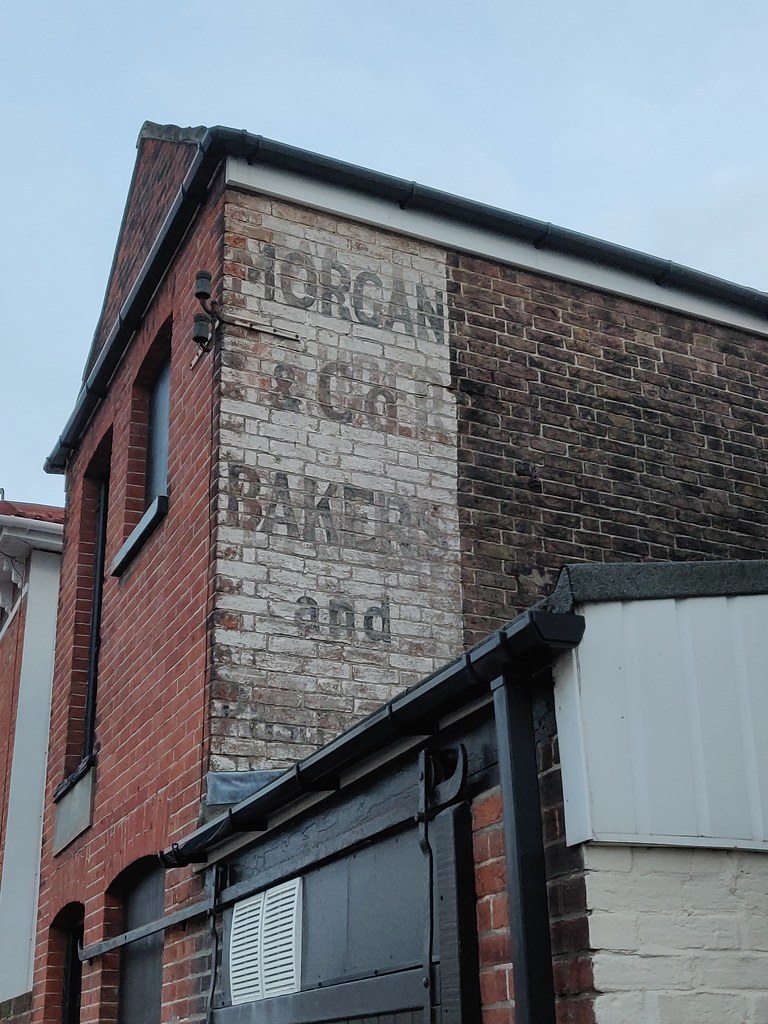 MORGAN
& Co.
BAKERS
and